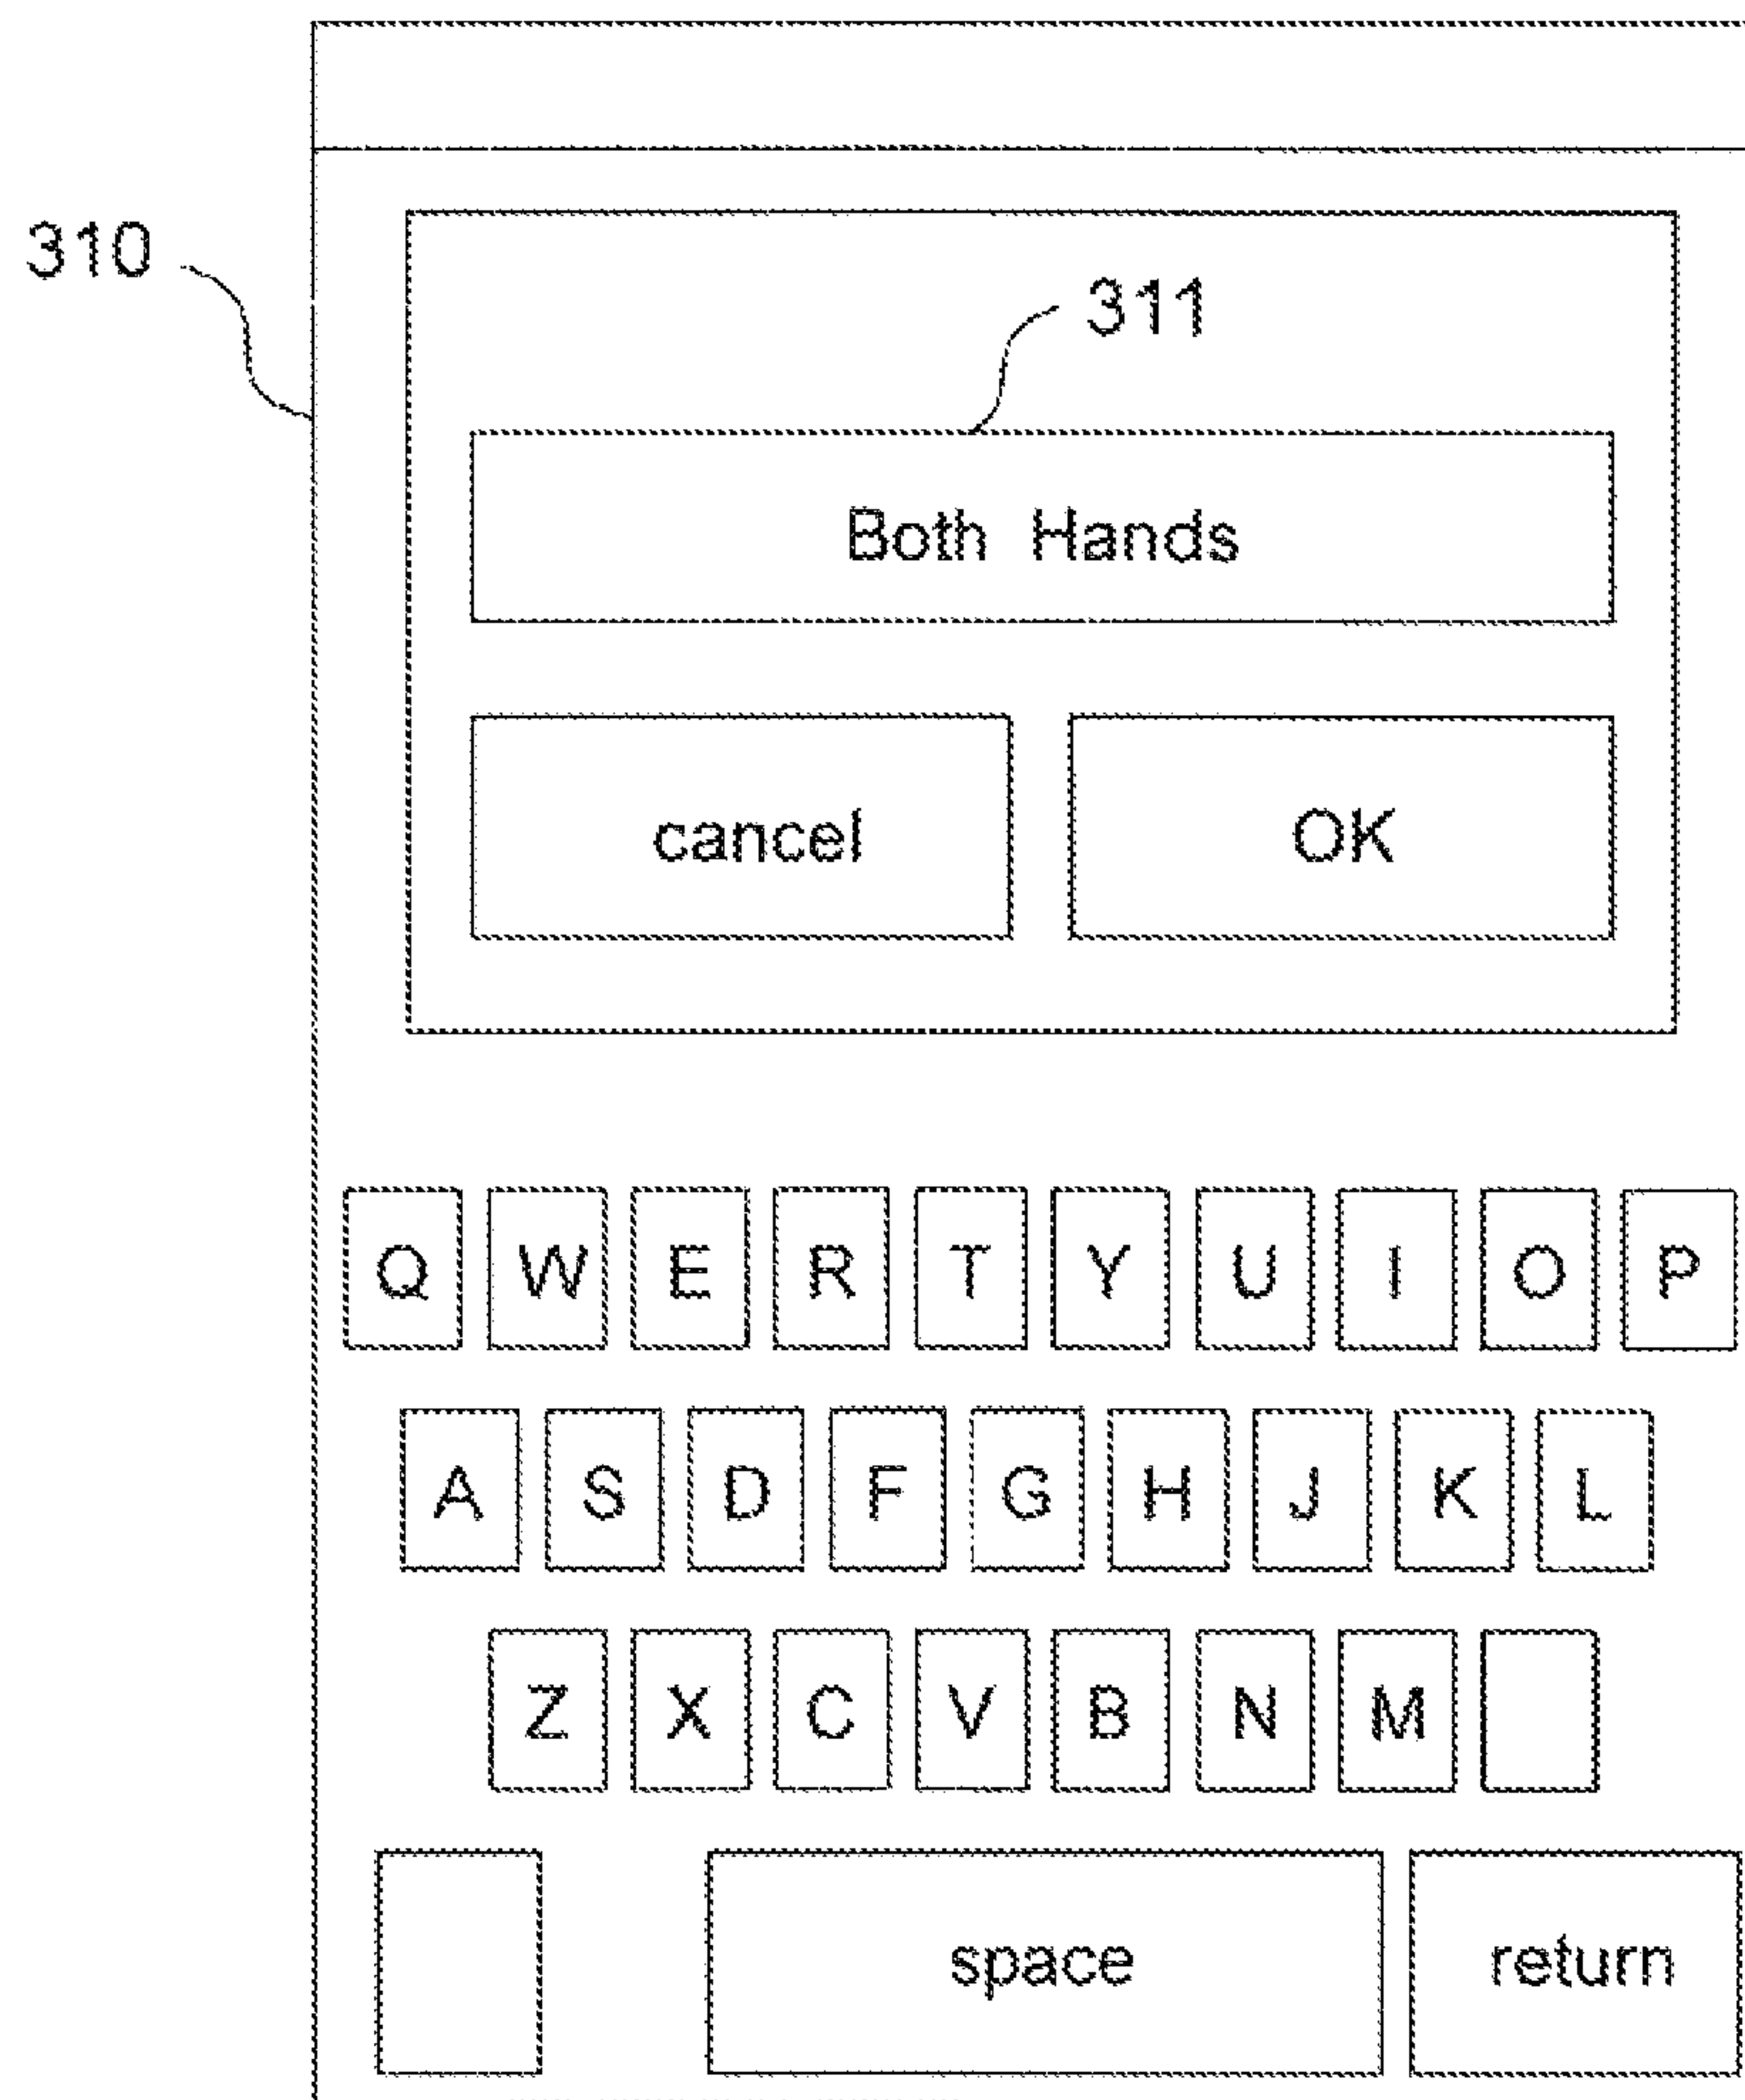 310
311
Both Hands
cancel OK
Q W E R T Y U I O P
A S D F G H J K L
Z X C V B N M
space return